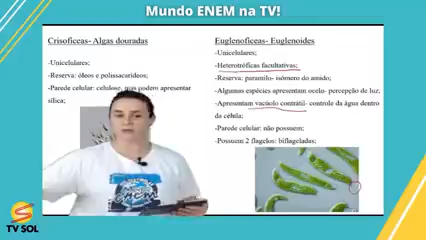 Mundo ENEM na TV!
Crisofíceas- Algas douradas
-Unicelulares;
-Reserva: óleos e polissacarídeos;
-Parede celular: celulose, mas podem apresentar
sílica;
Euglenofíceas- Euglenoides
-Unicelulares;
-Heterotróficas facultativas;
-Reserva: paramilo- isômero do amido;
-Algumas espécies apresentam ocelo- percepção de luz,
-Apresentam vacúolo contrátil- controle da água dentro
da célula;
-Parede celular: não possuem;
-Possuem 2 flagelos: biflageladas;
TV SOL